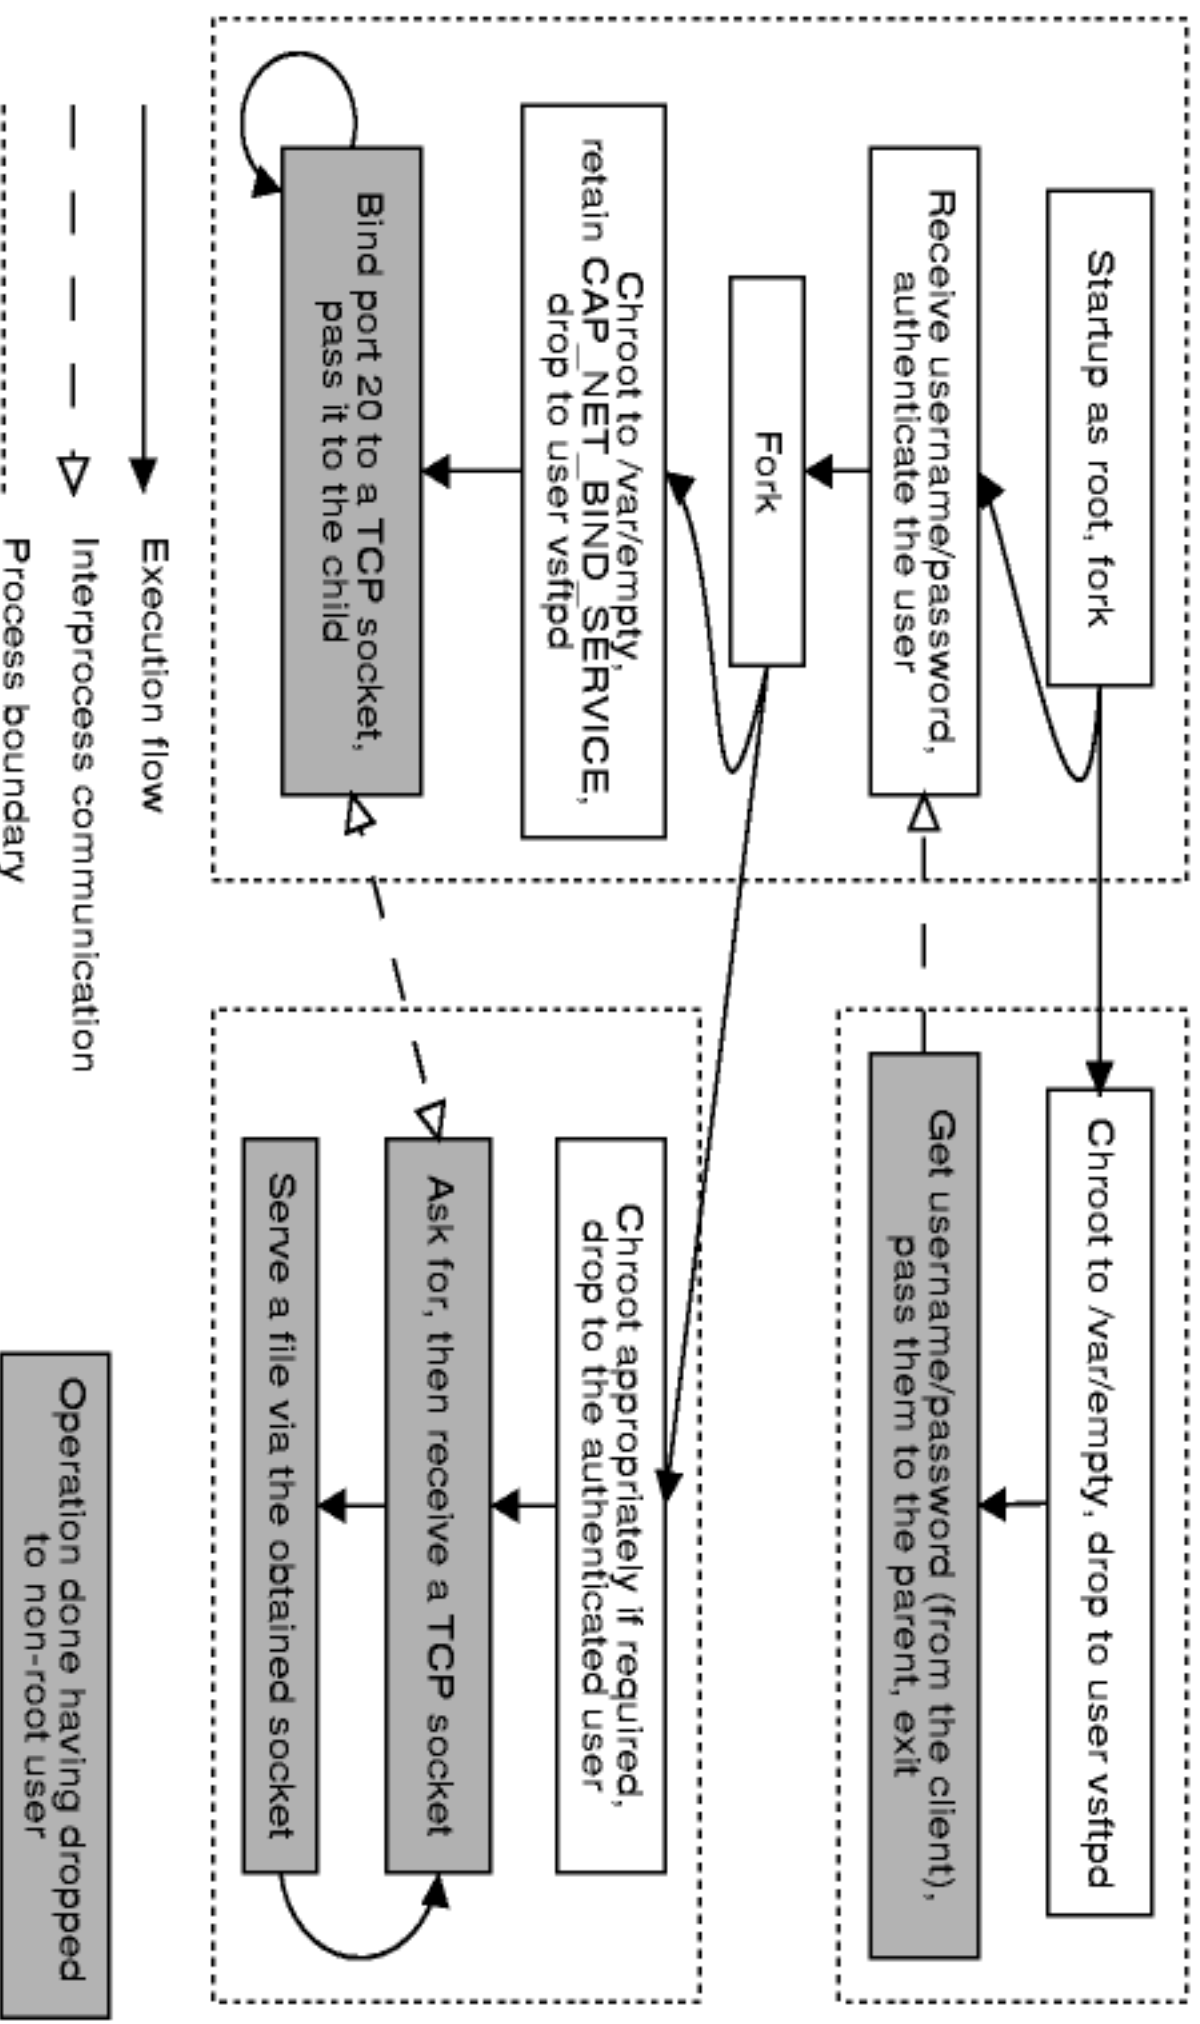 Startup as root, fork
Chroot to /var/empty, drop to user vsftpd
Receive username/password,
authenticate the user
Get username/password (from the client),
pass them to the parent, exit
Fork
Chroot to /var/empty,
retain CAP_NET_BIND_SERVICE,
drop to user vsftpd
Chroot appropriately if required,
drop to the authenticated user
Bind port 20 to a TCP socket,
pass it to the child
Ask for, then receive a TCP socket
Serve a file via the obtained socket
Execution flow
Interprocess communication
Process boundary
Operation done having dropped
to non-root user